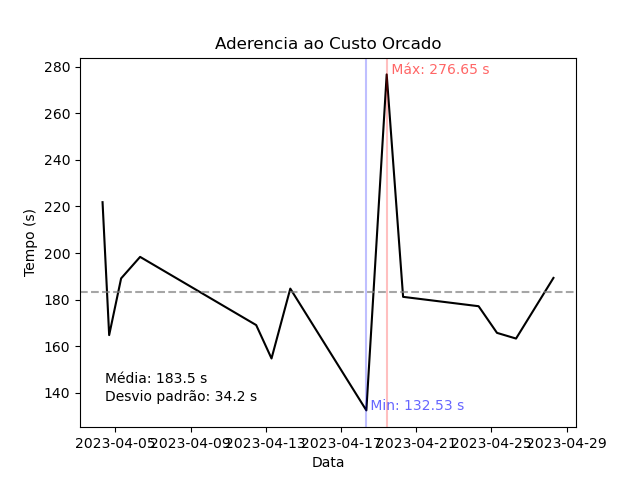 Aderencia ao Custo Orcado
Máx: 276.65 s
280
260
240
220
200
180
160
140
Tempo (s)
Média: 183.5 s
Desvio padrão: 34.2 s
Min: 132.53 s
2023-04-05 2023-04-09 2023-04-13 2023-04-17 2023-04-21 2023-04-25 2023-04-29
Data